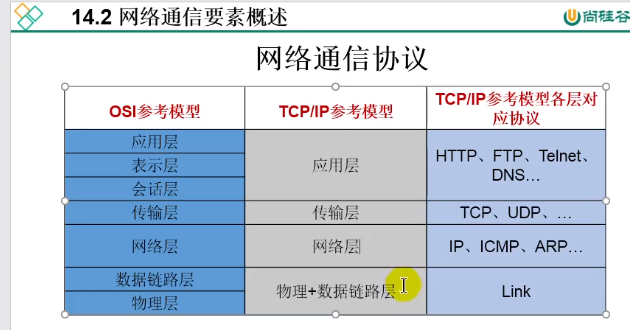 14.2 网络通信要素概述
尚硅谷
网络通信协议
OSI参考模型
TCP/IP参考模型
TCP/IP参考模型各层对
应协议
应用层
表示层
会话层
应用层
HTTP、FTP、Telnet、
DNS...
传输层
传输层
TCP、UDP、...
网络层
网络层
IP、ICMP、ARP...
数据链路层
物理层
物理+数据链路层
Link